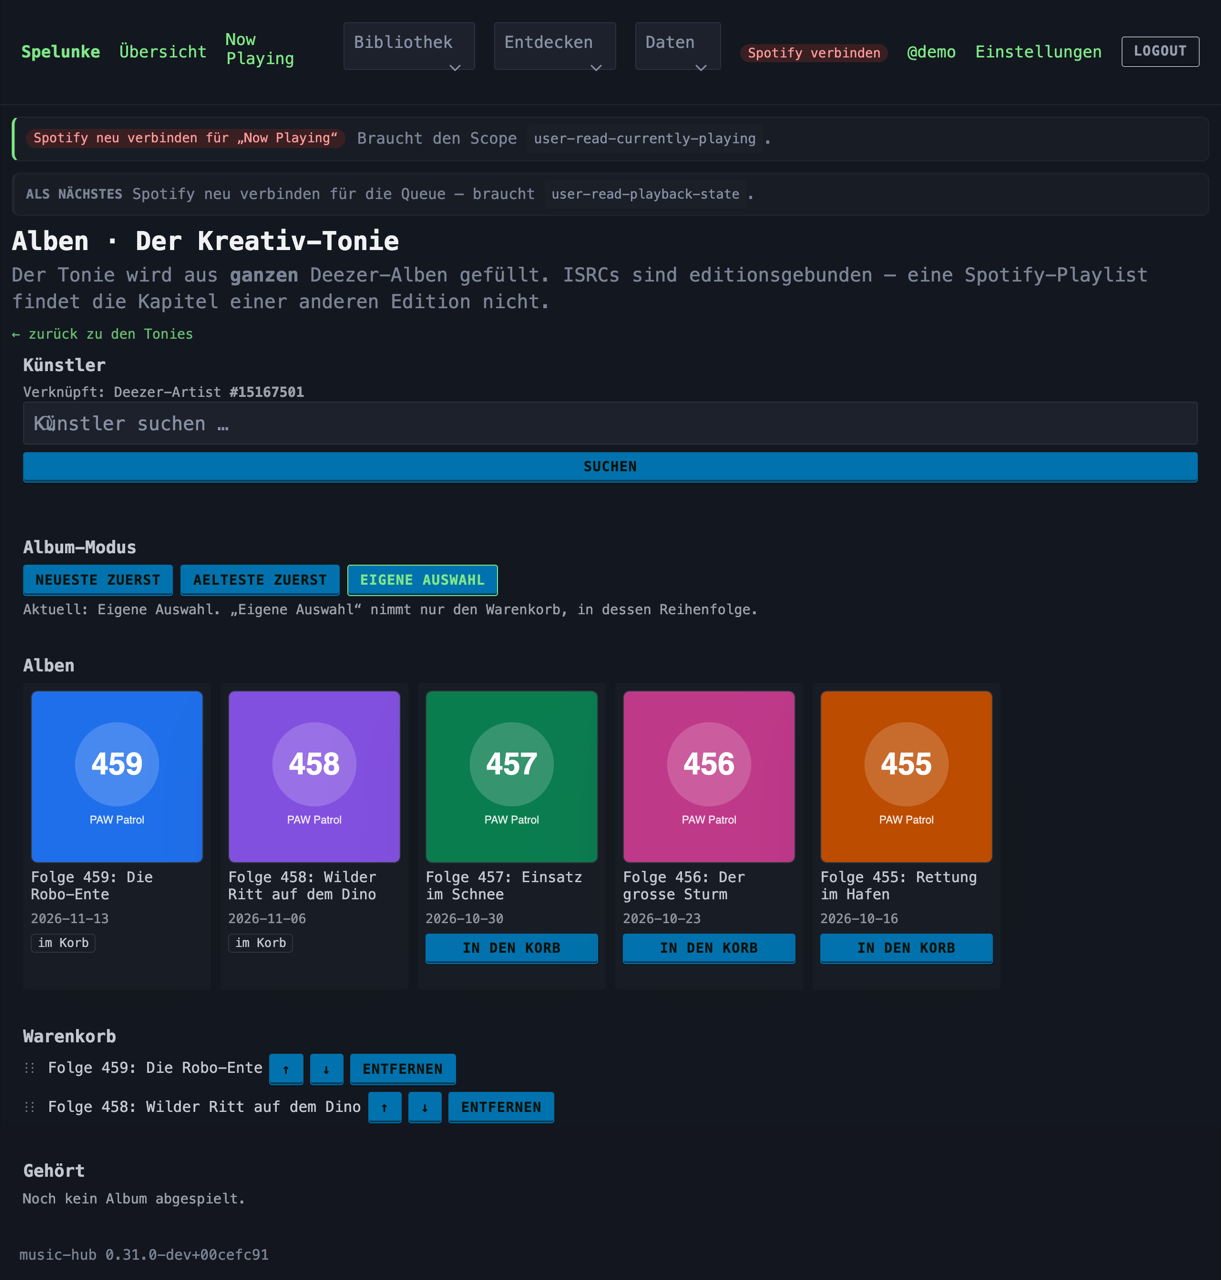 Spelunke Übersicht Now Playing Bibliothek Entdecken Daten Spotify verbinden @demo Einstellungen LOGOUT
Spotify neu verbinden für „Now Playing“ Braucht den Scope user-read-currently-playing .
ALS NÄCHSTES Spotify neu verbinden für die Queue — braucht user-read-playback-state .
Alben · Der Kreativ-Tonie
Der Tonie wird aus ganzen Deezer-Alben gefüllt. ISRCs sind editionsgebunden — eine Spotify-Playlist
findet die Kapitel einer anderen Edition nicht.
← zurück zu den Tonies
Künstler
Verknüpft: Deezer-Artist #15167501
Künstler suchen …
SUCHEN
Album-Modus
NEUESTE ZUERST AELTESTE ZUERST EIGENE AUSWAHL
Aktuell: Eigene Auswahl. „Eigene Auswahl“ nimmt nur den Warenkorb, in dessen Reihenfolge.
Alben
459
PAW Patrol
Folge 459: Die
Robo-Ente
2026-11-13
im Korb
458
PAW Patrol
Folge 458: Wilder
Ritt auf dem Dino
2026-11-06
im Korb
457
PAW Patrol
Folge 457: Einsatz
im Schnee
2026-10-30
IN DEN KORB
456
PAW Patrol
Folge 456: Der
grosse Sturm
2026-10-23
IN DEN KORB
455
PAW Patrol
Folge 455: Rettung
im Hafen
2026-10-16
IN DEN KORB
Warenkorb
Folge 459: Die Robo-Ente ↑ ↓ ENTFERNEN
Folge 458: Wilder Ritt auf dem Dino ↑ ↓ ENTFERNEN
Gehört
Noch kein Album abgespielt.
music-hub 0.31.0-dev+00cefc91